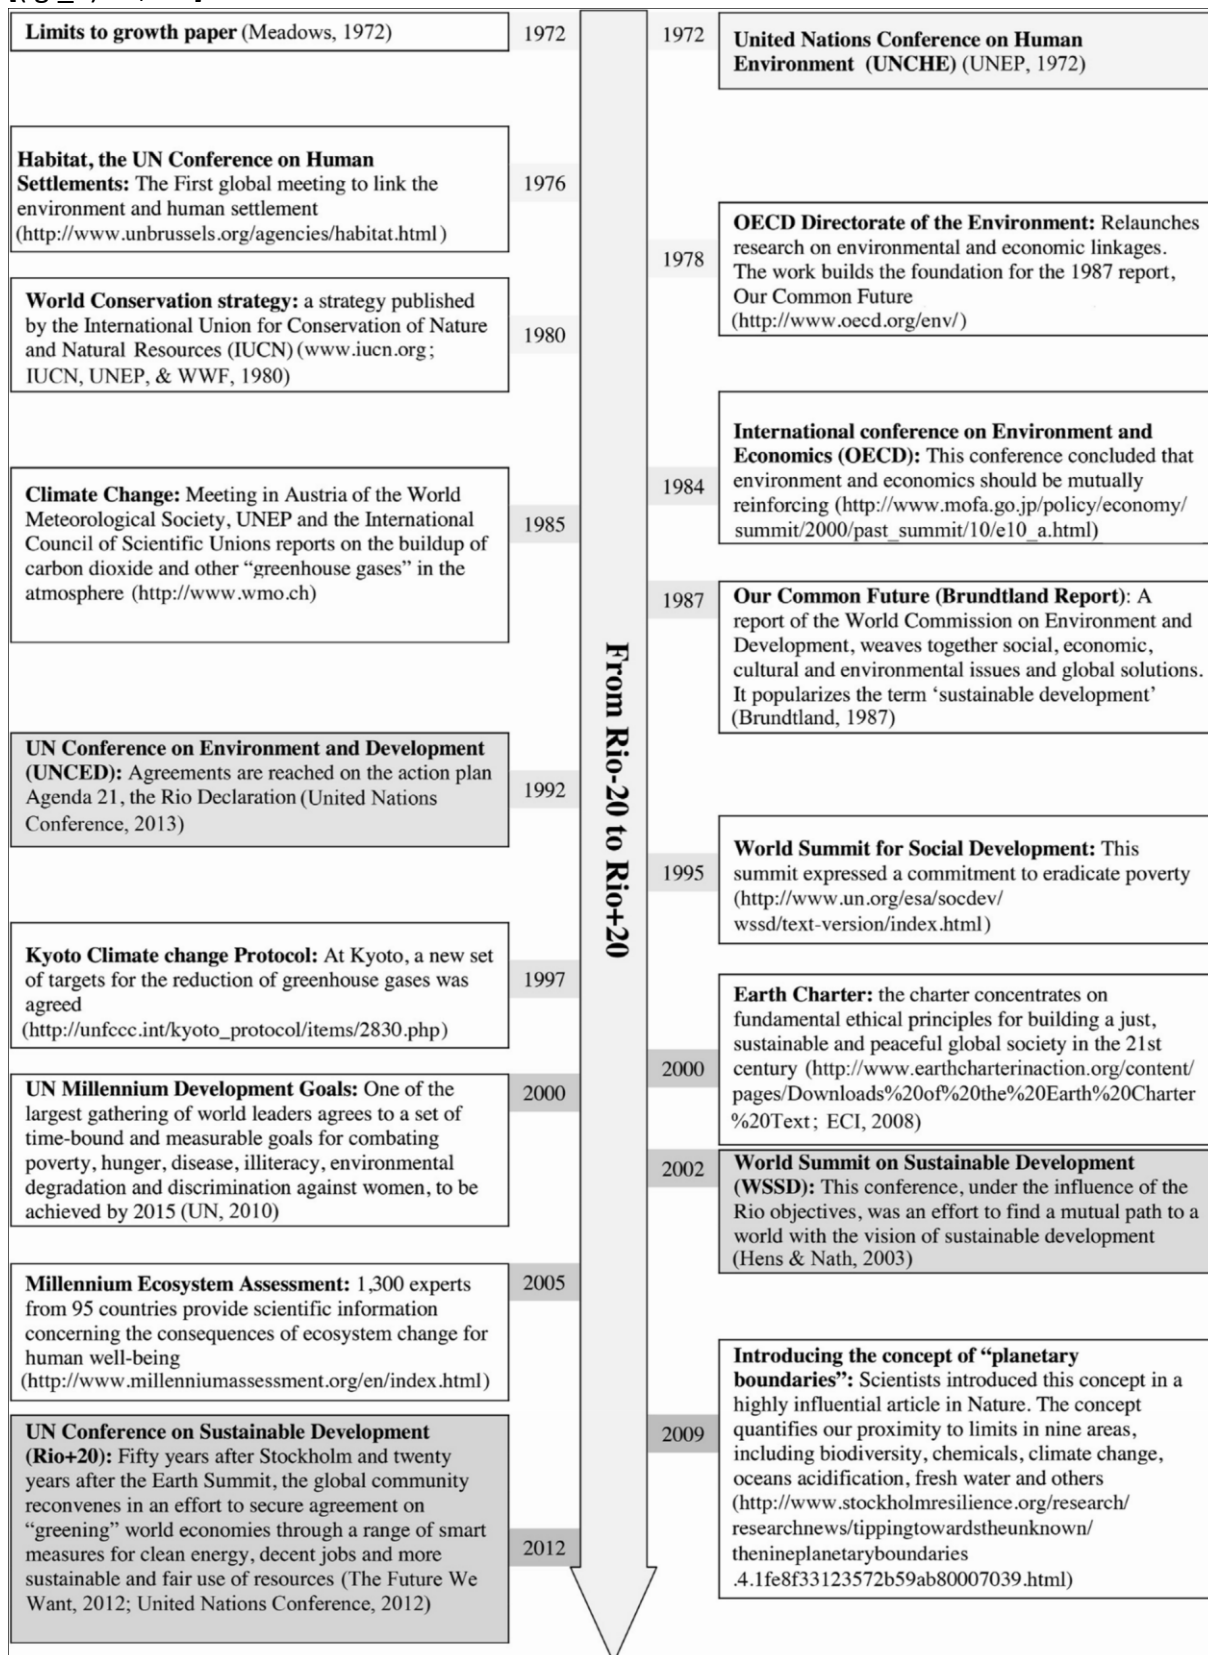 Limits to growth paper (Meadows, 1972)
1972
1972
United Nations Conference on Human
Environment (UNCHE) (UNEP, 1972)
Habitat, the UN Conference on Human
Settlements: The First global meeting to link the
environment and human settlement
(http://www.unbrussels.org/agencies/habitat.html)
1976
OECD Directorate of the Environment: Relaunches
research on environmental and economic linkages.
The work builds the foundation for the 1987 report,
Our Common Future
(http://www.oecd.org/env/)
1978
World Conservation strategy: a strategy published
by the International Union for Conservation of Nature
and Natural Resources (IUCN) (www.iucn.org;
IUCN, UNEP, & WWF, 1980)
1980
International conference on Environment and
Economics (OECD): This conference concluded that
environment and economics should be mutually
reinforcing (http://www.mofa.go.jp/policy/economy/
summit/2000/past_summit/10/e10_a.html)
1984
Climate Change: Meeting in Austria of the World
Meteorological Society, UNEP and the International
Council of Scientific Unions reports on the buildup of
carbon dioxide and other “greenhouse gases” in the
atmosphere (http://www.wmo.ch)
1985
1987
Our Common Future (Brundtland Report): A
report of the World Commission on Environment and
Development, weaves together social, economic,
cultural and environmental issues and global solutions.
It popularizes the term ‘sustainable development’
(Brundtland, 1987)
From Rio-20 to Rio+20
UN Conference on Environment and Development
(UNCED): Agreements are reached on the action plan
Agenda 21, the Rio Declaration (United Nations
Conference, 2013)
1992
World Summit for Social Development: This
summit expressed a commitment to eradicate poverty
(http://www.un.org/esa/socdev/
wssd/text-version/index.html)
1995
Kyoto Climate change Protocol: At Kyoto, a new set
of targets for the reduction of greenhouse gases was
agreed
(http://unfccc.int/kyoto_protocol/items/2830.php)
1997
Earth Charter: the charter concentrates on
fundamental ethical principles for building a just,
sustainable and peaceful global society in the 21st
century (http://www.earthcharterinaction.org/content/
pages/Downloads%20of%20the%20Earth%20Charter
%20Text; ECI, 2008)
2000
UN Millennium Development Goals: One of the
largest gathering of world leaders agrees to a set of
time-bound and measurable goals for combating
poverty, hunger, disease, illiteracy, environmental
degradation and discrimination against women, to be
achieved by 2015 (UN, 2010)
2000
2002
World Summit on Sustainable Development
(WSSD): This conference, under the influence of the
Rio objectives, was an effort to find a mutual path to a
world with the vision of sustainable development
(Hens & Nath, 2003)
Millennium Ecosystem Assessment: 1,300 experts
from 95 countries provide scientific information
concerning the consequences of ecosystem change for
human well-being
(http://www.millenniumassessment.org/en/index.html)
2005
Introducing the concept of “planetary
boundaries”: Scientists introduced this concept in a
highly influential article in Nature. The concept
quantifies our proximity to limits in nine areas,
including biodiversity, chemicals, climate change,
oceans acidification, fresh water and others
(http://www.stockholmresilience.org/research/
researchnews/tippingtowardstheunknown/
thenineplanetaryboundaries
.4.1fe8f33123572b59ab80007039.html)
2009
UN Conference on Sustainable Development
(Rio+20): Fifty years after Stockholm and twenty
years after the Earth Summit, the global community
reconvenes in an effort to secure agreement on
“greening” world economies through a range of smart
measures for clean energy, decent jobs and more
sustainable and fair use of resources (The Future We
Want, 2012; United Nations Conference, 2012)
2012